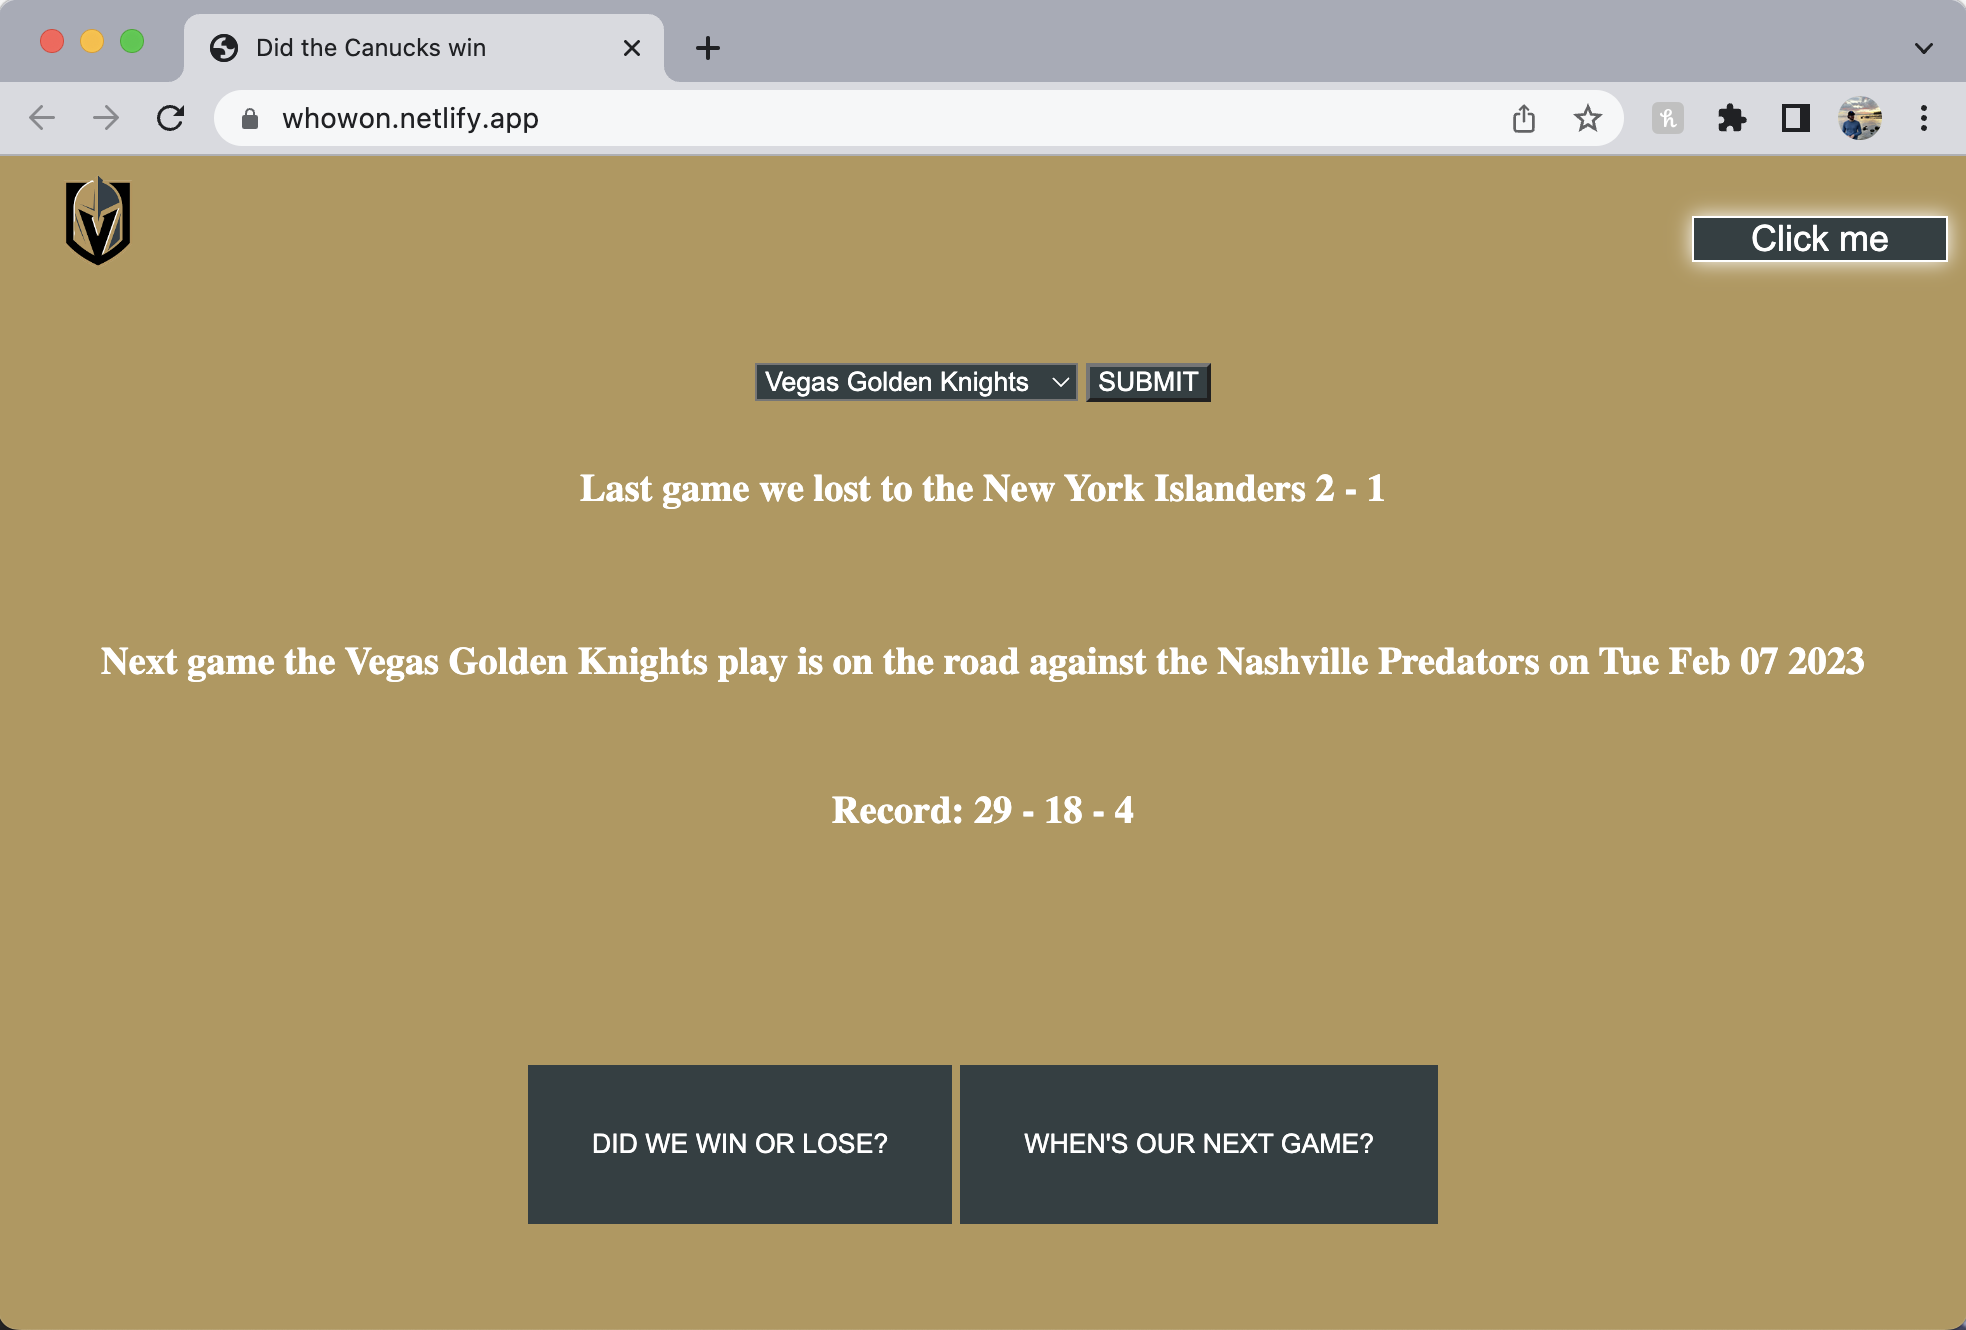 Did the Canucks win
whowon.netlify.app
Click me
Vegas Golden Knights SUBMIT
Last game we lost to the New York Islanders 2 - 1
Next game the Vegas Golden Knights play is on the road against the Nashville Predators on Tue Feb 07 2023
Record: 29 - 18 - 4
DID WE WIN OR LOSE? WHEN'S OUR NEXT GAME?